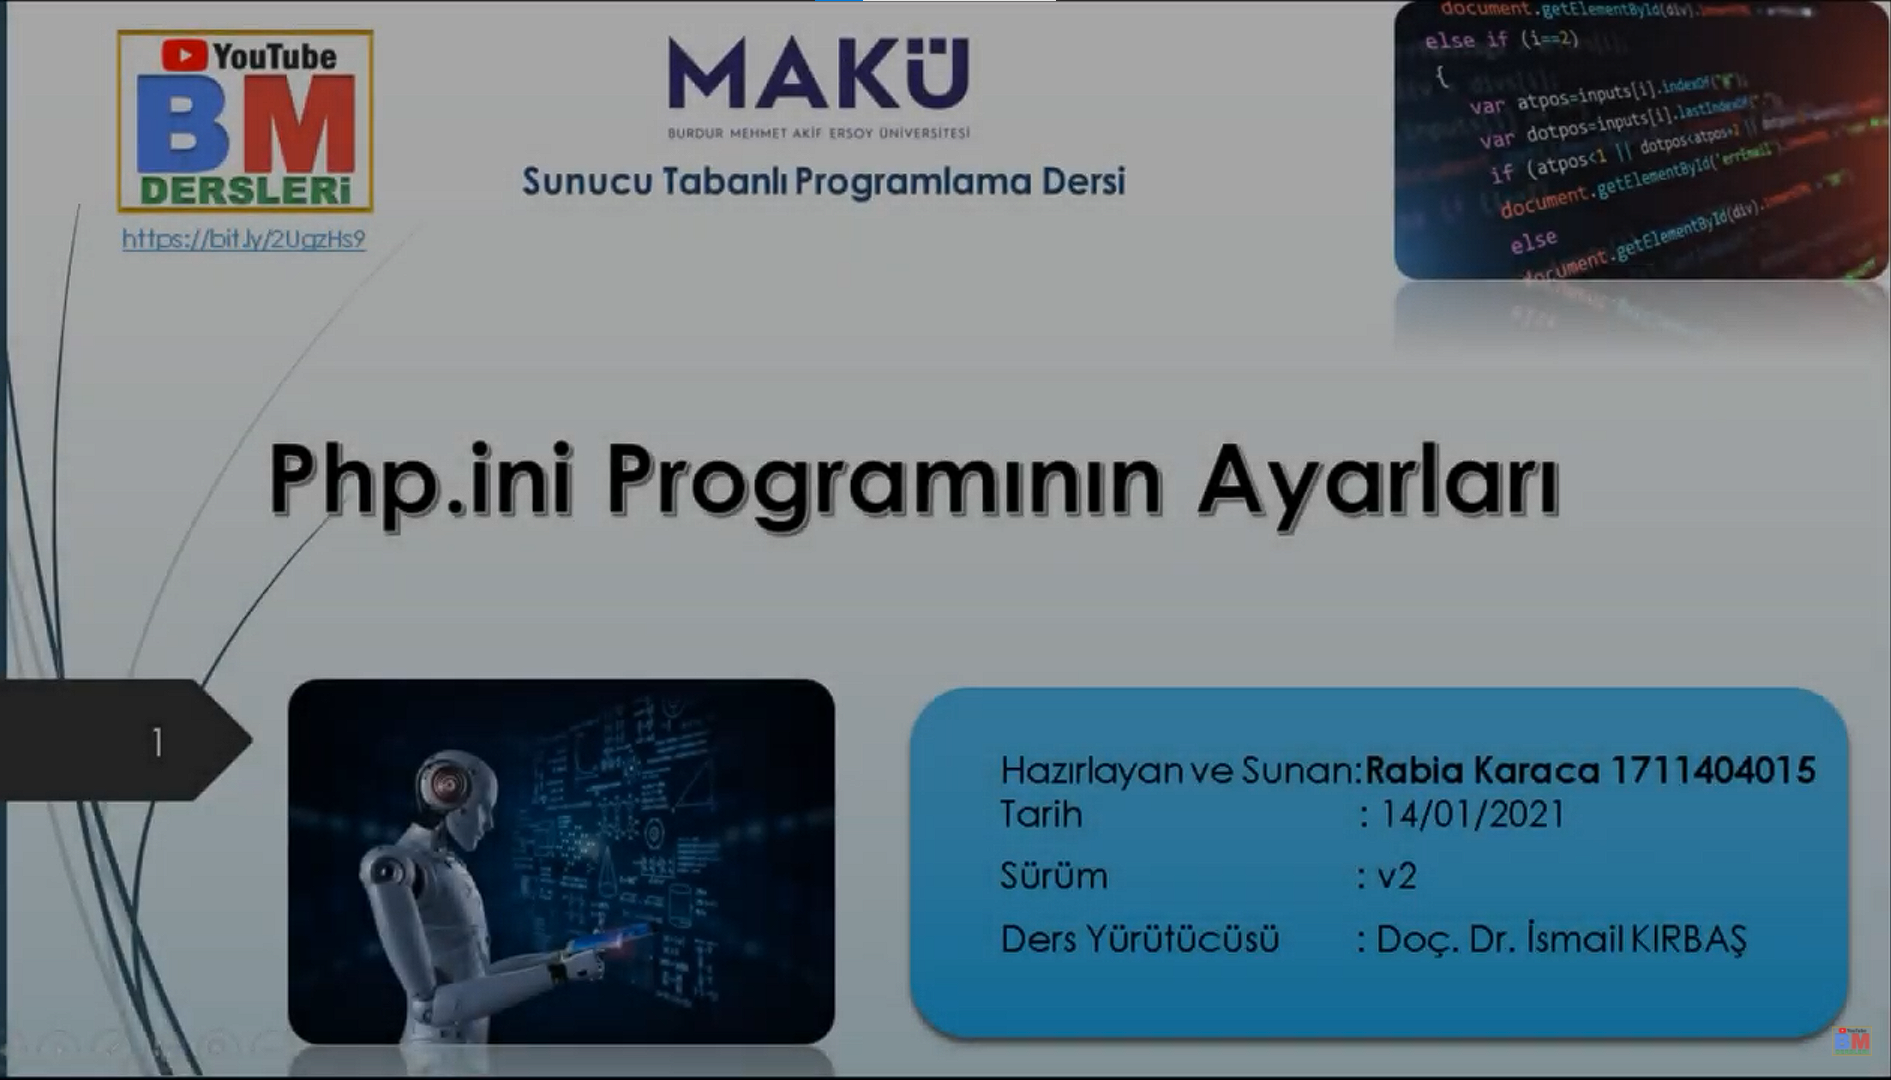 YouTube
BM
DERSLERi
https://bit.ly/2UgzHs9
MAKÜ
BURDUR MEHMET AKİF ERSOY ÜNİVERSİTESİ
Sunucu Tabanlı Programlama Dersi
document.getElementById(div).
else if (i==2)
{
var atpos=inputs[i].indexOf("@");
var dotpos=inputs[i].lastIndexOf(".");
if (atpos<1 || dotpos<atpos+2 ||
document.getElementById('errEmail')
else
document.getElementById(div).
Php.ini Programının Ayarları
1
Hazırlayan ve Sunan:Rabia Karaca 1711404015
Tarih : 14/01/2021
Sürüm : v2
Ders Yürütücüsü : Doç. Dr. İsmail KIRBAŞ
YouTube
BM